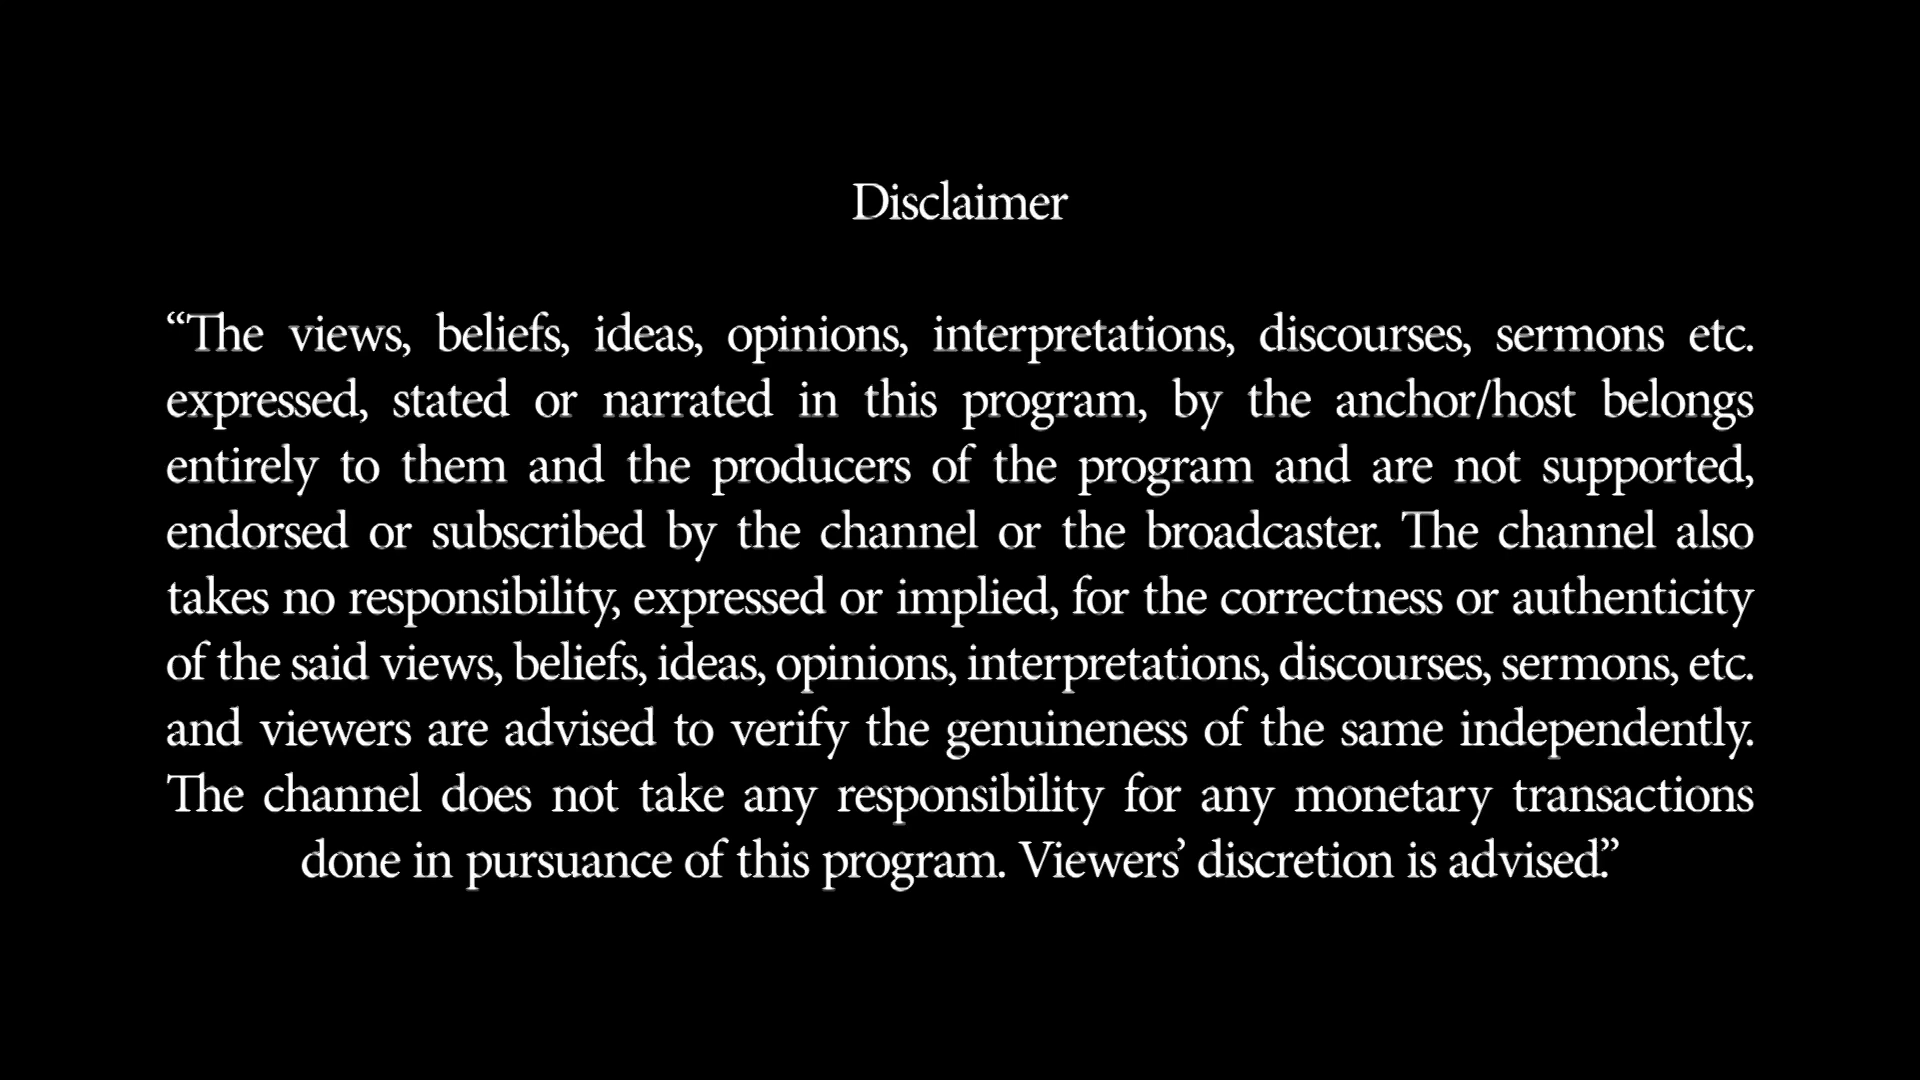 Disclaimer
“The views, beliefs, ideas, opinions, interpretations, discourses, sermons etc.
expressed, stated or narrated in this program, by the anchor/host belongs
entirely to them and the producers of the program and are not supported,
endorsed or subscribed by the channel or the broadcaster. The channel also
takes no responsibility, expressed or implied, for the correctness or authenticity
of the said views, beliefs, ideas, opinions, interpretations, discourses, sermons, etc.
and viewers are advised to verify the genuineness of the same independently.
The channel does not take any responsibility for any monetary transactions
done in pursuance of this program. Viewers’ discretion is advised.”